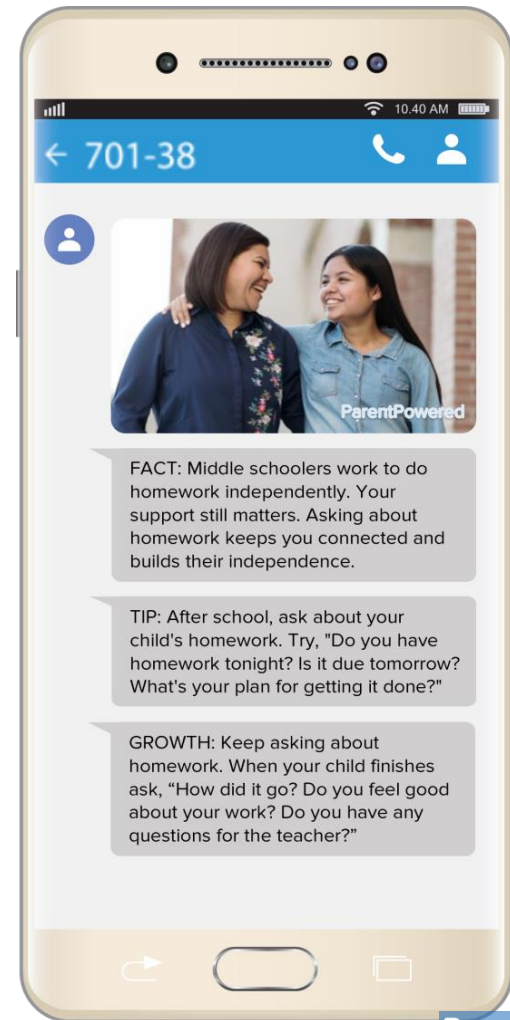 10.40 AM
701-38
ParentPowered
FACT: Middle schoolers work to do
homework independently. Your
support still matters. Asking about
homework keeps you connected and
builds their independence.
TIP: After school, ask about your
child's homework. Try, "Do you have
homework tonight? Is it due tomorrow?
What's your plan for getting it done?"
GROWTH: Keep asking about
homework. When your child finishes
ask, “How did it go? Do you feel good
about your work? Do you have any
questions for the teacher?”